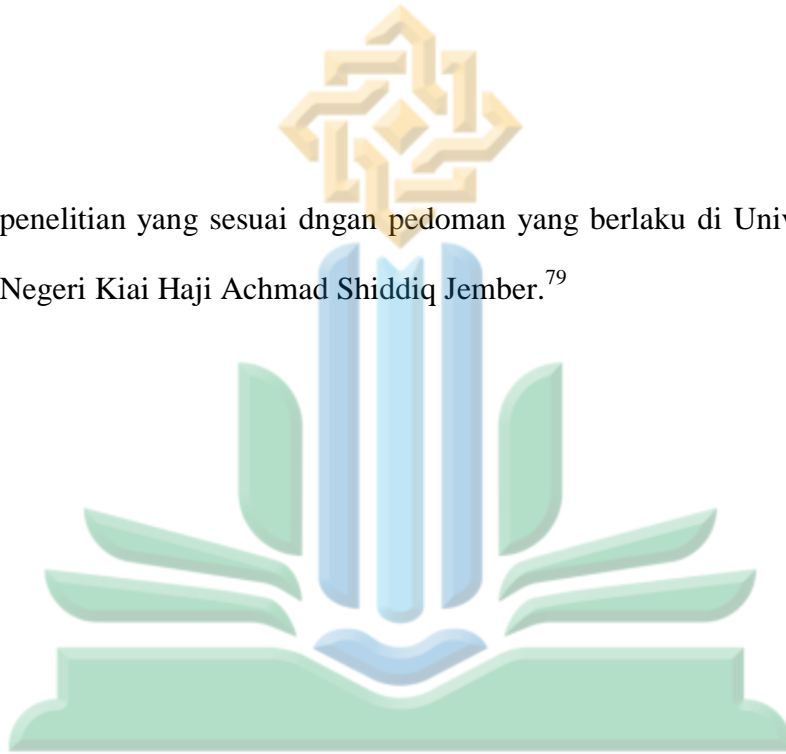 penelitian yang sesuai dngan pedoman yang berlaku di Univ
Negeri Kiai Haji Achmad Shiddiq Jember.79